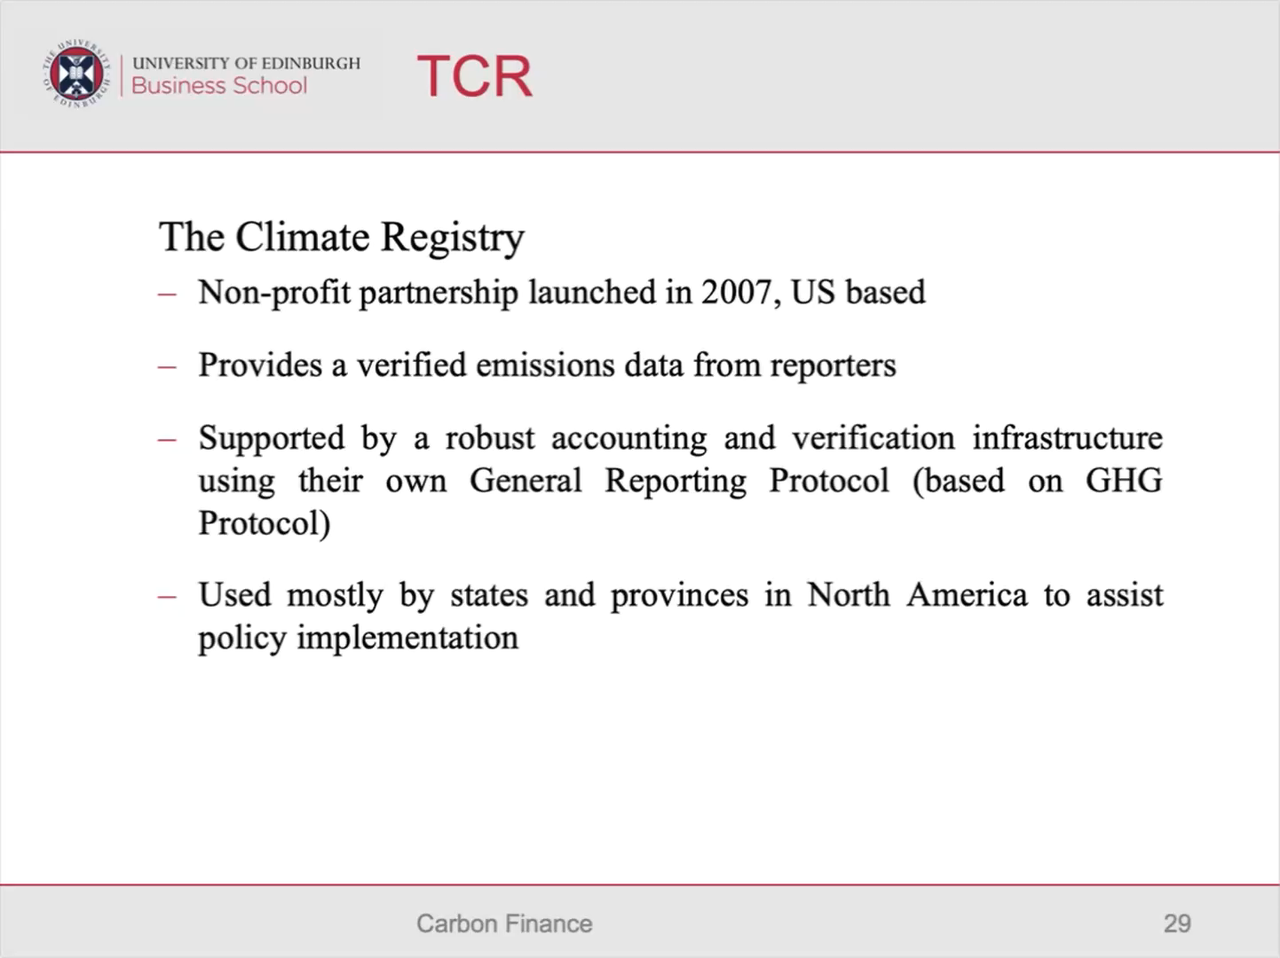 THE UNIVERSITY OF EDINBURGH
UNIVERSITY OF EDINBURGH
Business School
TCR
The Climate Registry
– Non-profit partnership launched in 2007, US based
– Provides a verified emissions data from reporters
– Supported by a robust accounting and verification infrastructure
using their own General Reporting Protocol (based on GHG
Protocol)
– Used mostly by states and provinces in North America to assist
policy implementation
Carbon Finance
29